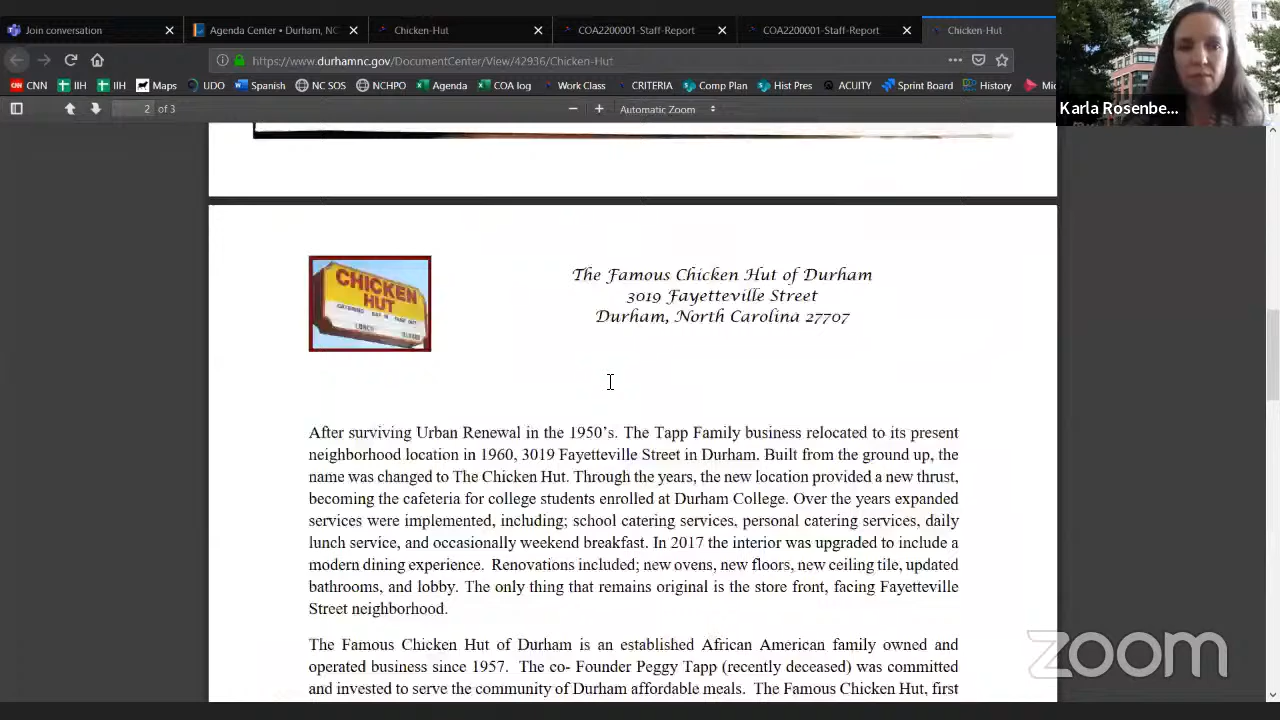 Join conversation
Agenda Center • Durham, NC
Chicken-Hut
COA2200001-Staff-Report
COA2200001-Staff-Report
Chicken-Hut
https://www.durhamnc.gov/DocumentCenter/View/42936/Chicken-Hut
CNN IIH IIH Maps UDO Spanish NC SOS NCHPO Agenda COA log Work Class CRITERIA Comp Plan Hist Pres ACUITY Sprint Board History Mi
Karla Rosenbe...
2 of 3
Automatic Zoom
CHICKEN
HUT
LUNCH
The Famous Chicken Hut of Durham
3019 Fayetteville Street
Durham, North Carolina 27707
After surviving Urban Renewal in the 1950's. The Tapp Family business relocated to its present
neighborhood location in 1960, 3019 Fayetteville Street in Durham. Built from the ground up, the
name was changed to The Chicken Hut. Through the years, the new location provided a new thrust,
becoming the cafeteria for college students enrolled at Durham College. Over the years expanded
services were implemented, including; school catering services, personal catering services, daily
lunch service, and occasionally weekend breakfast. In 2017 the interior was upgraded to include a
modern dining experience. Renovations included; new ovens, new floors, new ceiling tile, updated
bathrooms, and lobby. The only thing that remains original is the store front, facing Fayetteville
Street neighborhood.
The Famous Chicken Hut of Durham is an established African American family owned and
operated business since 1957. The co- Founder Peggy Tapp (recently deceased) was committed
and invested to serve the community of Durham affordable meals. The Famous Chicken Hut, first
zoom